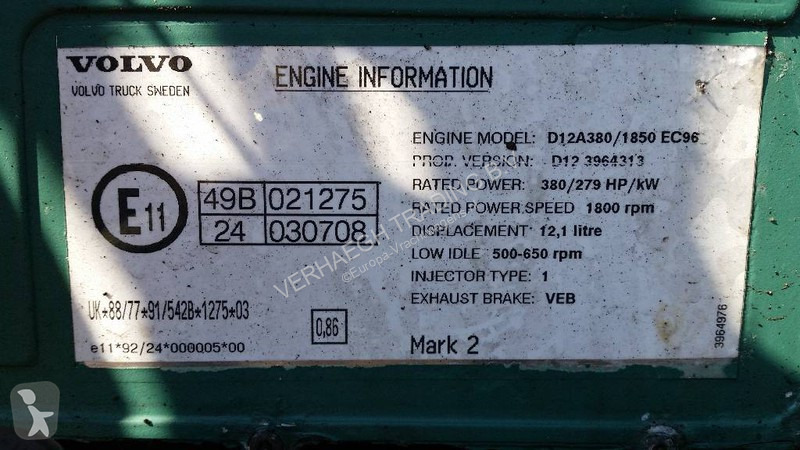 VOLVO
VOLVO TRUCK SWEDEN
ENGINE INFORMATION
ENGINE MODEL: D12A380/1850 EC96
PROD. VERSION: D12 3964313
RATED POWER: 380/279 HP/kW
RATED POWER.SPEED 1800 rpm
DISPLACEMENT: 12,1 litre
LOW IDLE 500-650 rpm
INJECTOR TYPE: 1
EXHAUST BRAKE: VEB
Mark 2
E11
49B 021275
24 030708
UK*88/77*91/542B*1275*03
0,86
e11*92/24*000005*00
3964976
VERHAEGH TRADING B.V.